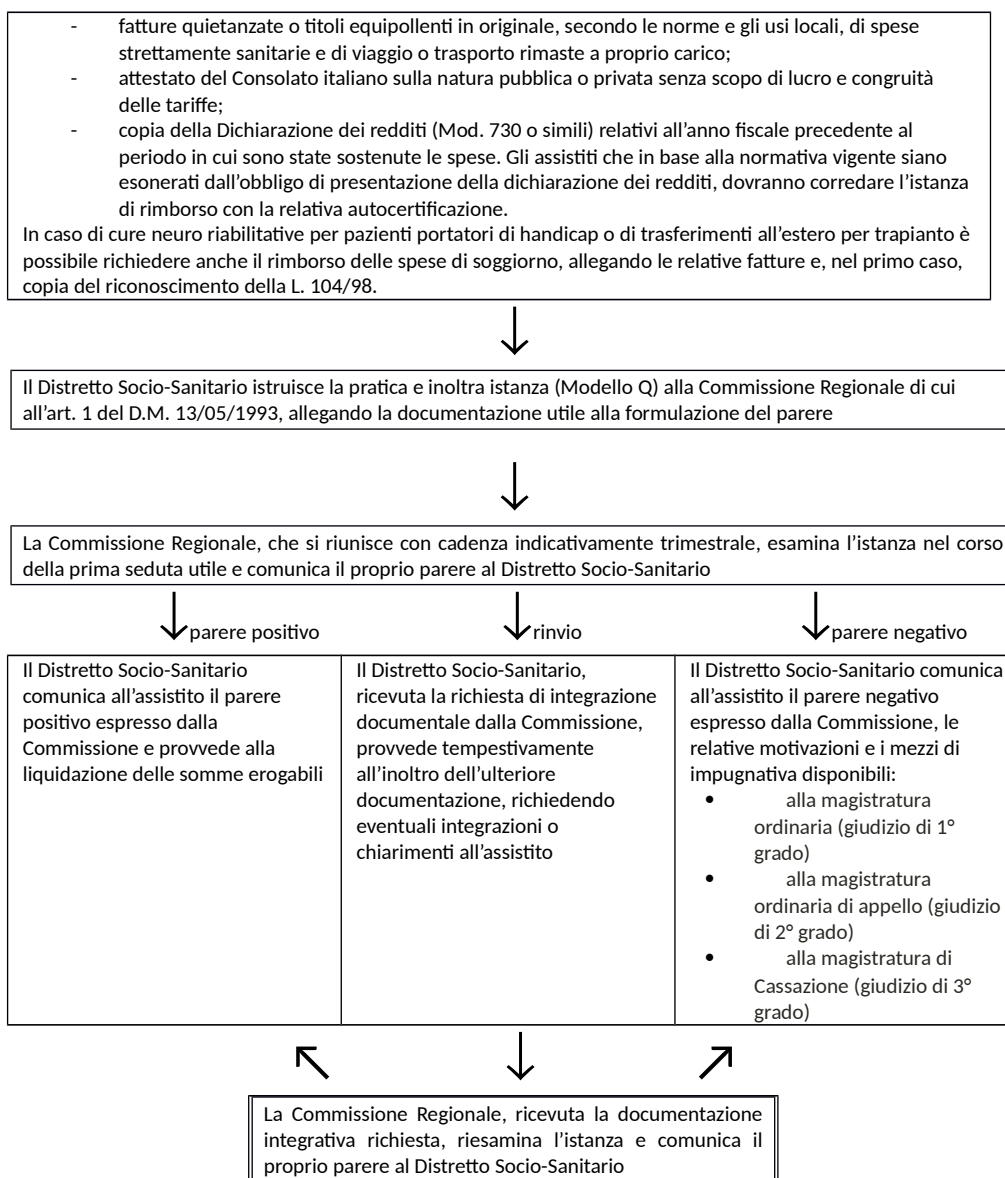 - fatture quietanzate o titoli equipollenti in originale, secondo le norme e gli usi locali, di spese
strettamente sanitarie e di viaggio o trasporto rimaste a proprio carico;
- attestato del Consolato italiano sulla natura pubblica o privata senza scopo di lucro e congruità
delle tariffe;
- copia della Dichiarazione dei redditi (Mod. 730 o simili) relativi all’anno fiscale precedente al
periodo in cui sono state sostenute le spese. Gli assistiti che in base alla normativa vigente siano
esonerati dall’obbligo di presentazione della dichiarazione dei redditi, dovranno corredare l’istanza
di rimborso con la relativa autocertificazione.
In caso di cure neuro riabilitative per pazienti portatori di handicap o di trasferimenti all’estero per trapianto è
possibile richiedere anche il rimborso delle spese di soggiorno, allegando le relative fatture e, nel primo caso,
copia del riconoscimento della L. 104/98.
Il Distretto Socio-Sanitario istruisce la pratica e inoltra istanza (Modello Q) alla Commissione Regionale di cui
all’art. 1 del D.M. 13/05/1993, allegando la documentazione utile alla formulazione del parere
La Commissione Regionale, che si riunisce con cadenza indicativamente trimestrale, esamina l’istanza nel corso
della prima seduta utile e comunica il proprio parere al Distretto Socio-Sanitario
parere positivo
rinvio
parere negativo
Il Distretto Socio-Sanitario
comunica all’assistito il parere
positivo espresso dalla
Commissione e provvede alla
liquidazione delle somme erogabili
Il Distretto Socio-Sanitario,
ricevuta la richiesta di integrazione
documentale dalla Commissione,
provvede tempestivamente
all’inoltro dell’ulteriore
documentazione, richiedendo
eventuali integrazioni o
chiarimenti all’assistito
Il Distretto Socio-Sanitario comunica
all’assistito il parere negativo
espresso dalla Commissione, le
relative motivazioni e i mezzi di
impugnativa disponibili:
• alla magistratura
ordinaria (giudizio di 1°
grado)
• alla magistratura
ordinaria di appello (giudizio
di 2° grado)
• alla magistratura di
Cassazione (giudizio di 3°
grado)
La Commissione Regionale, ricevuta la documentazione
integrativa richiesta, riesamina l’istanza e comunica il
proprio parere al Distretto Socio-Sanitario